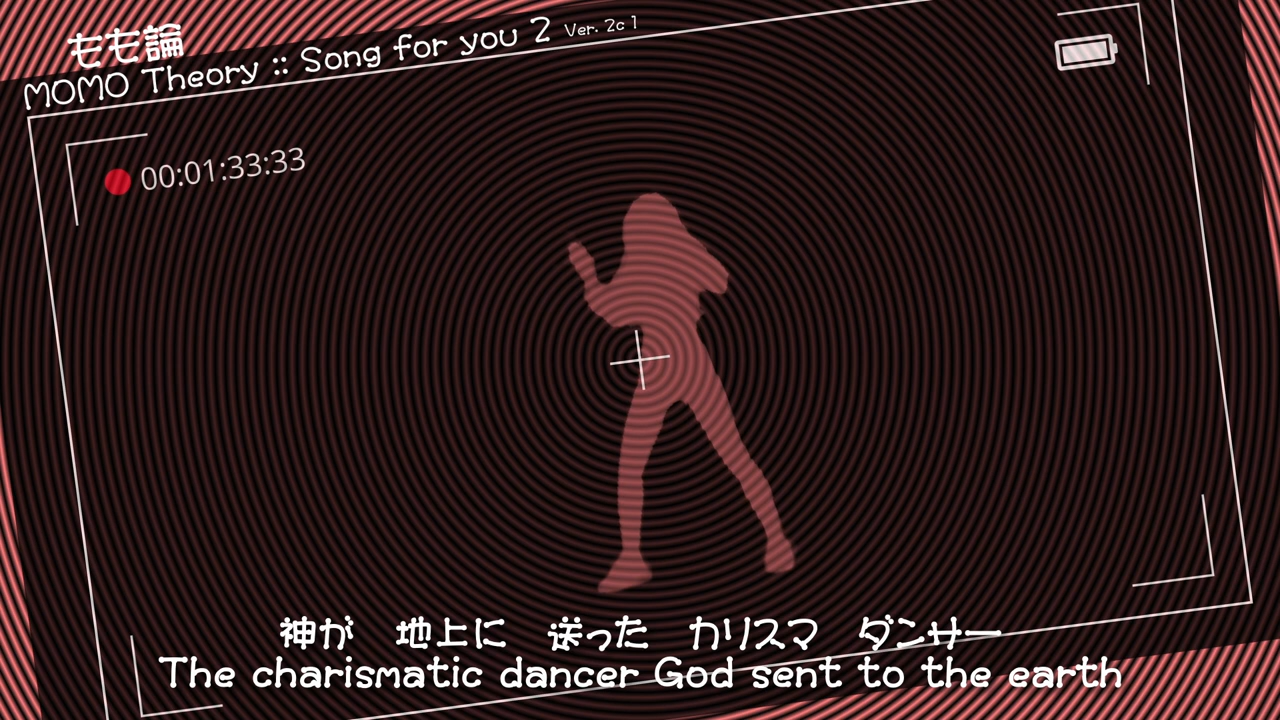 もも論
MOMO Theory :: Song for you 2 Ver. 2c1
00:01:33:33
神が　地上に　送った　カリスマ　ダンサー
The charismatic dancer God sent to the earth